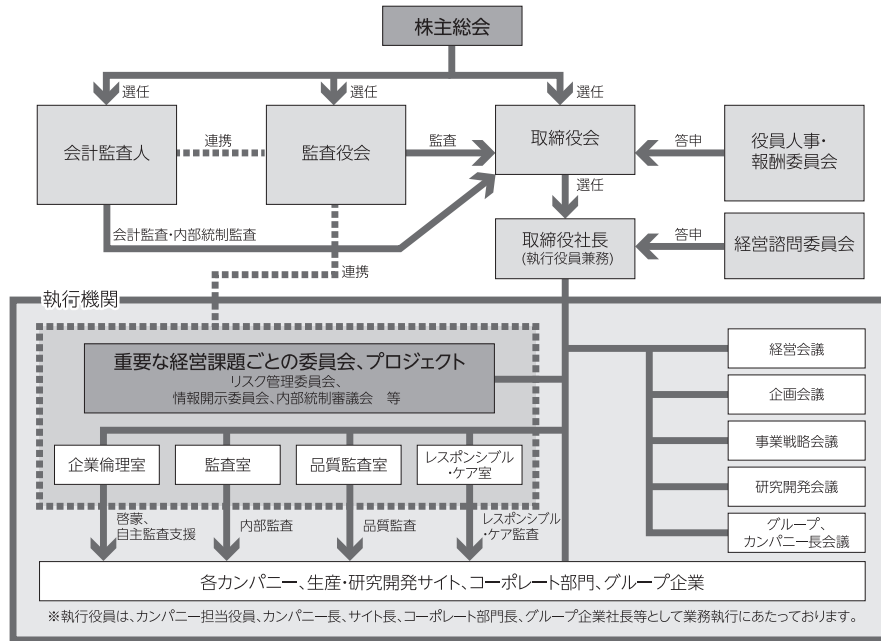 株主総会
選任
選任
選任
会計監査人
連携
監査役会
監査
取締役会
答申
役員人事・
報酬委員会
選任
会計監査・内部統制監査
取締役社長
(執行役員兼務)
答申
経営諮問委員会
連携
執行機関
重要な経営課題ごとの委員会、プロジェクト
リスク管理委員会、
情報開示委員会、内部統制審議会　等
経営会議
企画会議
事業戦略会議
研究開発会議
グループ、
カンパニー長会議
企業倫理室
監査室
品質監査室
レスポンシブル
・ケア室
啓蒙、
自主監査支援
内部監査
品質監査
レスポンシブル
・ケア監査
各カンパニー、生産・研究開発サイト、コーポレート部門、グループ企業
※執行役員は、カンパニー担当役員、カンパニー長、サイト長、コーポレート部門長、グループ企業社長等として業務執行にあたっております。